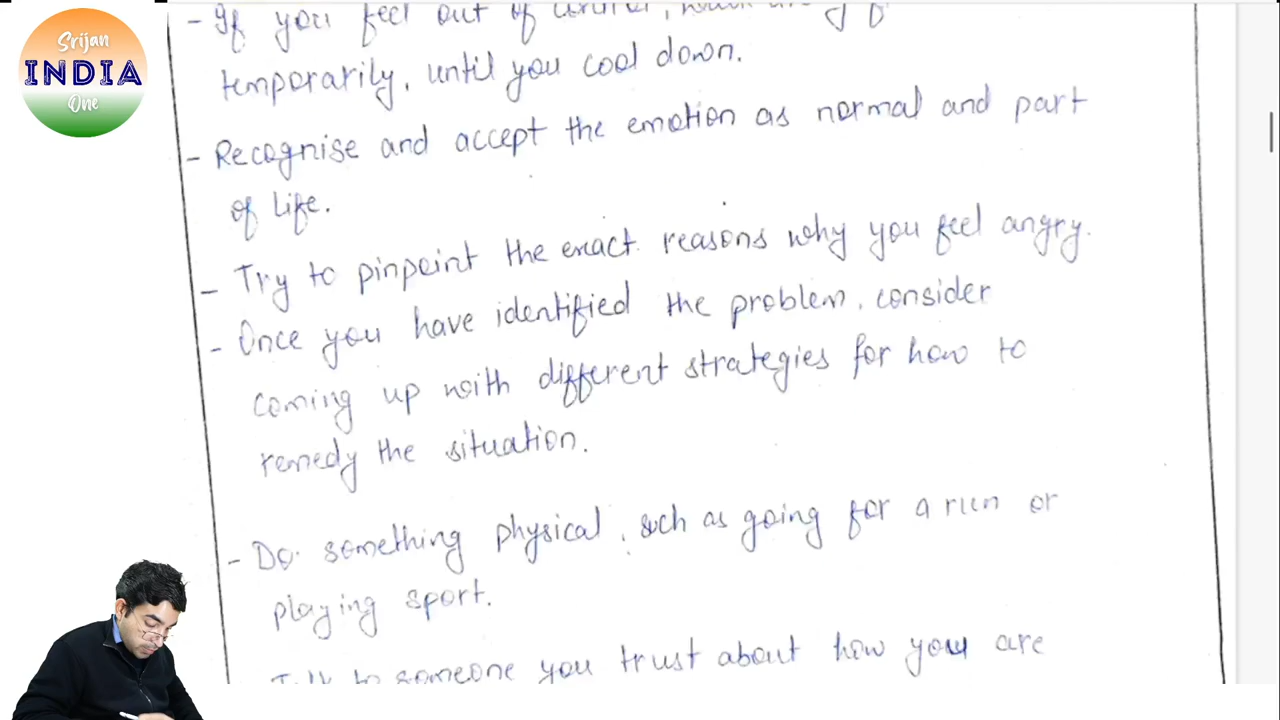 Srijan
INDIA
One
- If you feel out of
temporarily, until you cool down.
- Recognise and accept the emotion as normal and part
of life.
- Try to pinpoint the exact reasons why you feel angry.
- Once you have identified the problem, consider
coming up with different strategies for how to
remedy the situation.
- Do something physical, such as going for a run or
playing sport.
to someone you trust about how you are